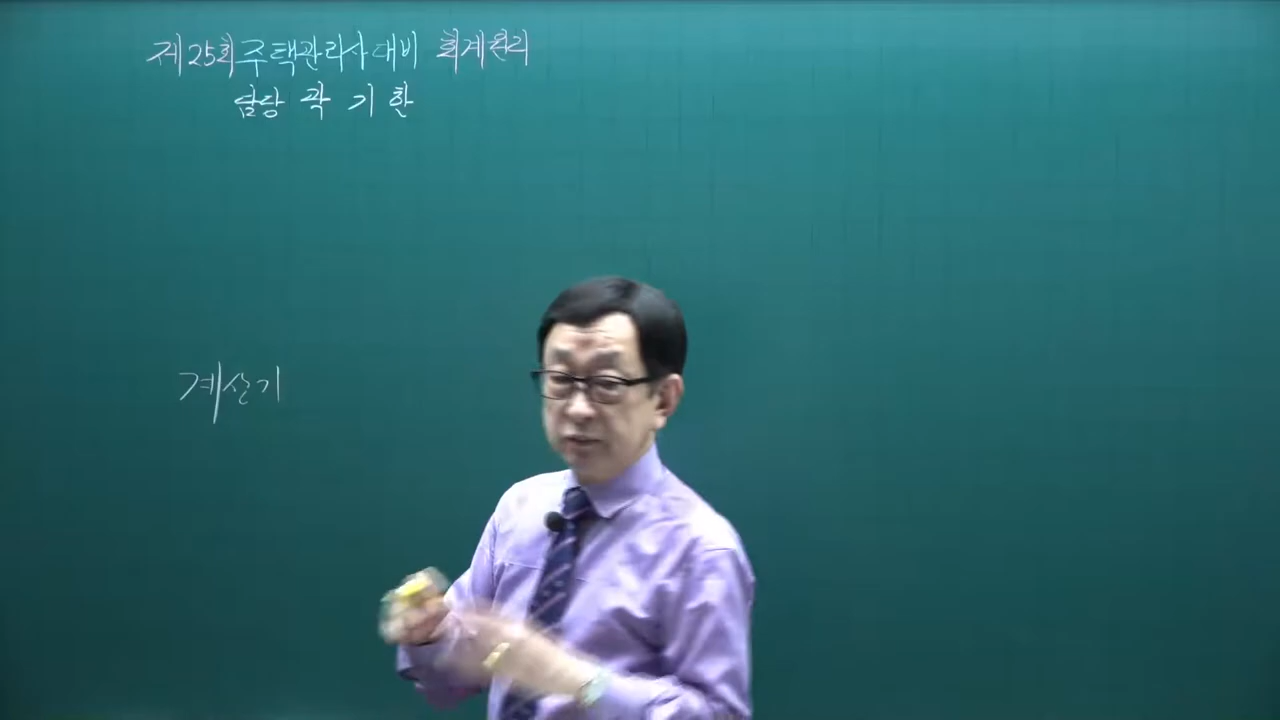 제25회 주택관리사 대비 회계원리
담당 곽 기 환
계산기